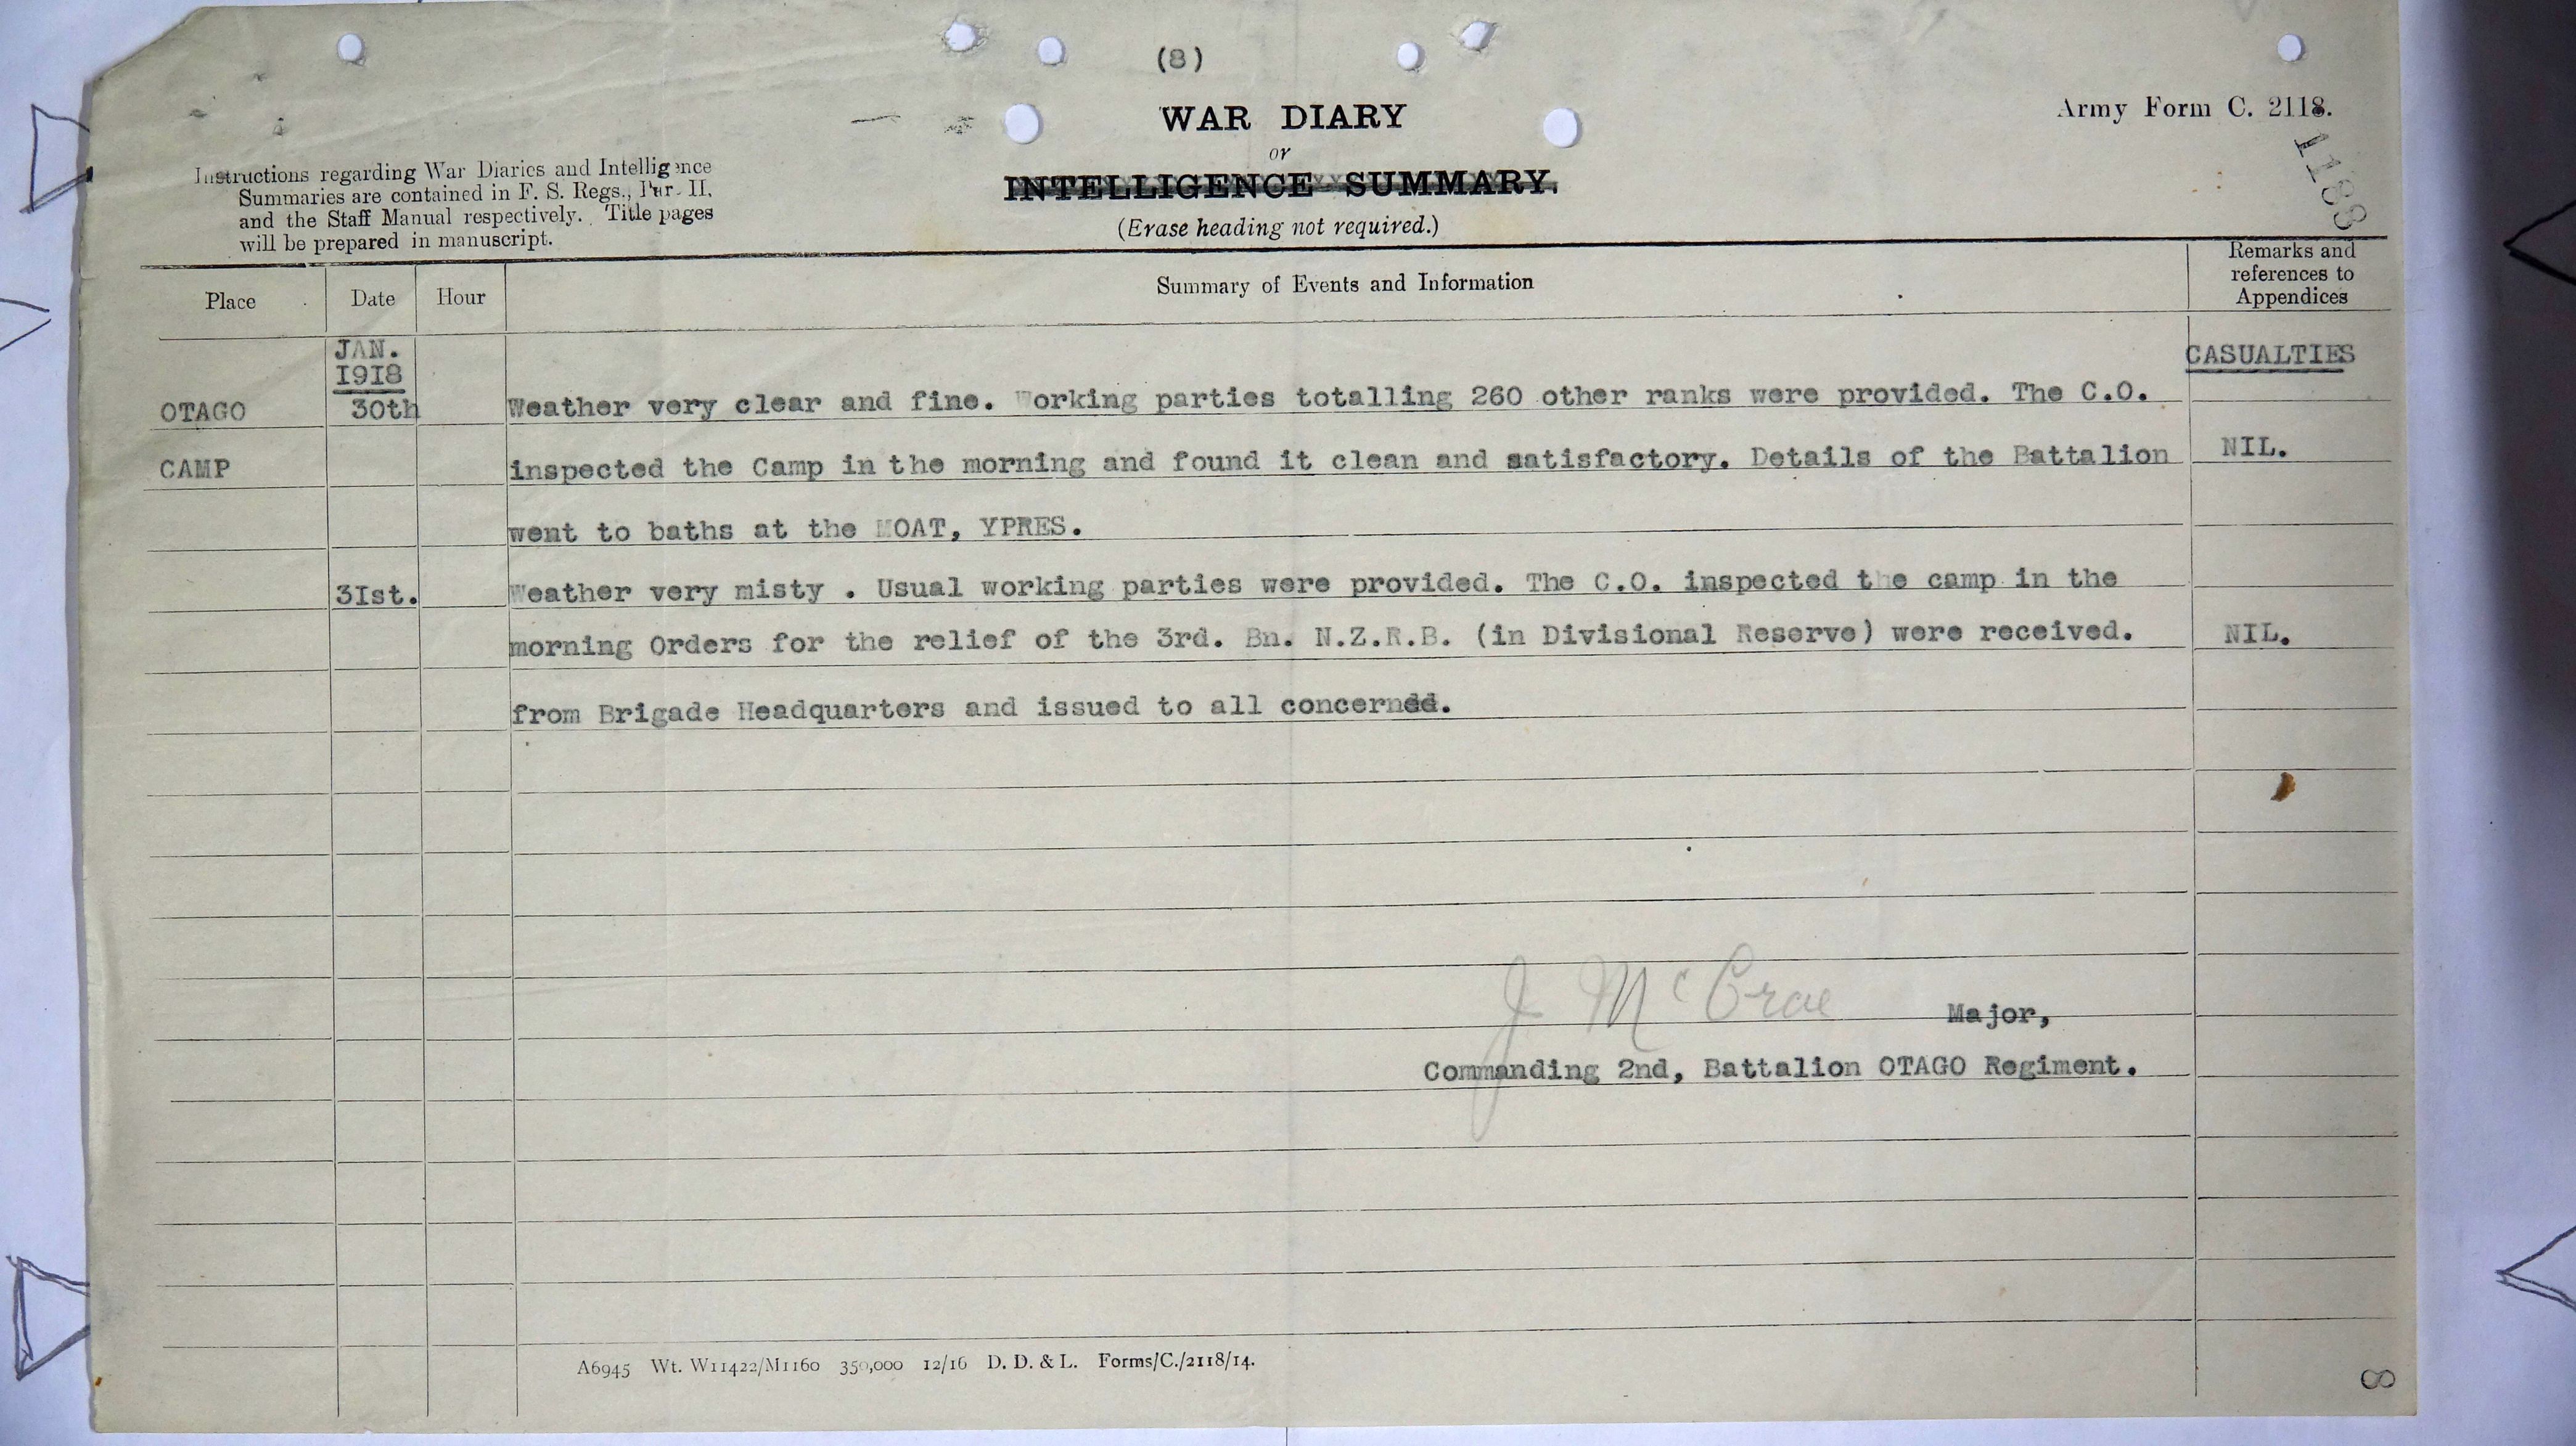 (8)
WAR DIARY
or
INTELLIGENCE SUMMARY.
(Erase heading not required.)
Army Form C. 2118.
1188
Instructions regarding War Diaries and Intelligence
Summaries are contained in F. S. Regs., Par. II.
and the Staff Manual respectively. Title pages
will be prepared in manuscript.
Place Date Hour Summary of Events and Information Remarks and
references to
Appendices
JAN. CASUALTIES
1918
OTAGO 30th Weather very clear and fine. Working parties totalling 260 other ranks were provided. The C.O.
CAMP inspected the Camp in the morning and found it clean and satisfactory. Details of the Battalion NIL.
went to baths at the MOAT, YPRES.
3Ist. Weather very misty . Usual working parties were provided. The C.O. inspected the camp in the
morning Orders for the relief of the 3rd. Bn. N.Z.R.B. (in Divisional Reserve) were received. NIL.
from Brigade Headquarters and issued to all concerned.
J McCrae Major,
Commanding 2nd, Battalion OTAGO Regiment.
A6945 Wt. W11422/M1160 350,000 12/16 D. D. & L. Forms/C./2118/14.
8